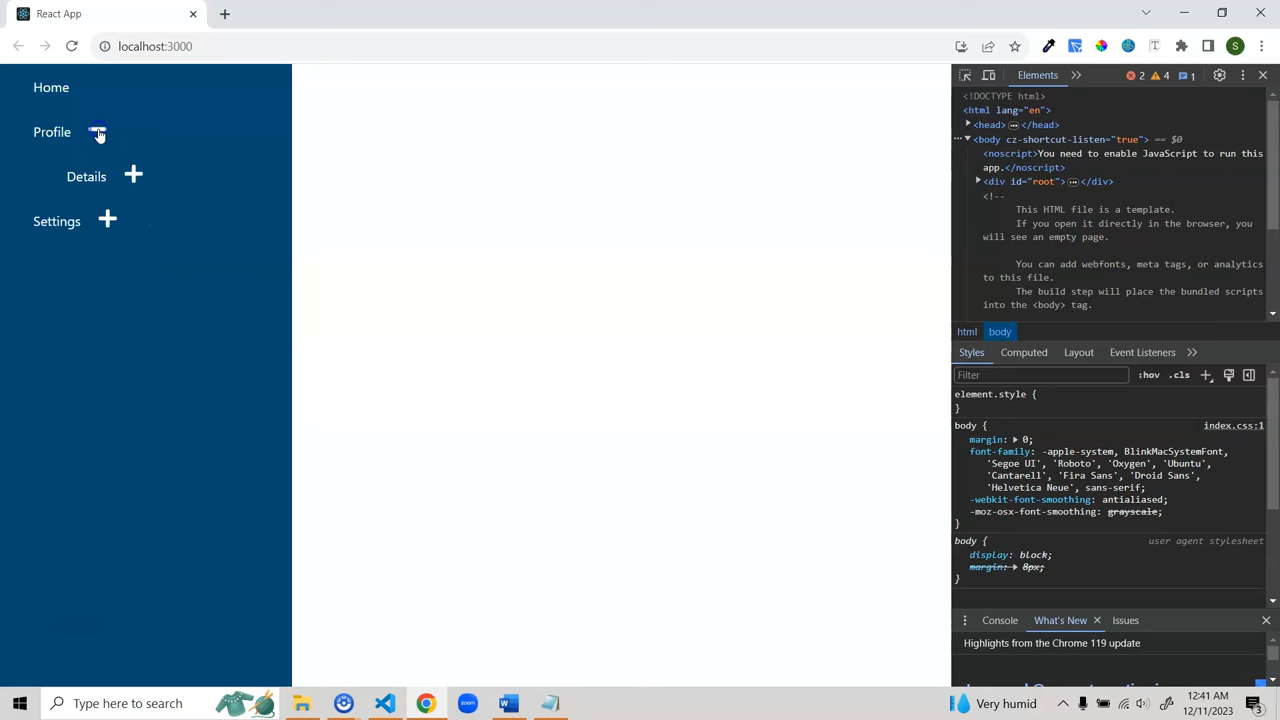 React App
localhost:3000
S
Home
Profile
Details
Settings
Elements
2
4
1
<!DOCTYPE html>
<html lang="en">
<head> </head>
<body cz-shortcut-listen="true"> == $0
<noscript>You need to enable JavaScript to run this
app.</noscript>
<div id="root"> </div>
<!--
This HTML file is a template.
If you open it directly in the browser, you
will see an empty page.
You can add webfonts, meta tags, or analytics
to this file.
The build step will place the bundled scripts
into the <body> tag.
html body
Styles Computed Layout Event Listeners
Filter
:hov .cls
element.style {
}
body { index.css:1
margin: 0;
font-family: -apple-system, BlinkMacSystemFont,
'Segoe UI', 'Roboto', 'Oxygen', 'Ubuntu',
'Cantarell', 'Fira Sans', 'Droid Sans',
'Helvetica Neue', sans-serif;
-webkit-font-smoothing: antialiased;
-moz-osx-font-smoothing: grayscale;
}
body { user agent stylesheet
display: block;
margin: 8px;
}
Console What's New Issues
Highlights from the Chrome 119 update
Type here to search
zoom
Very humid
12:41 AM
12/11/2023
3